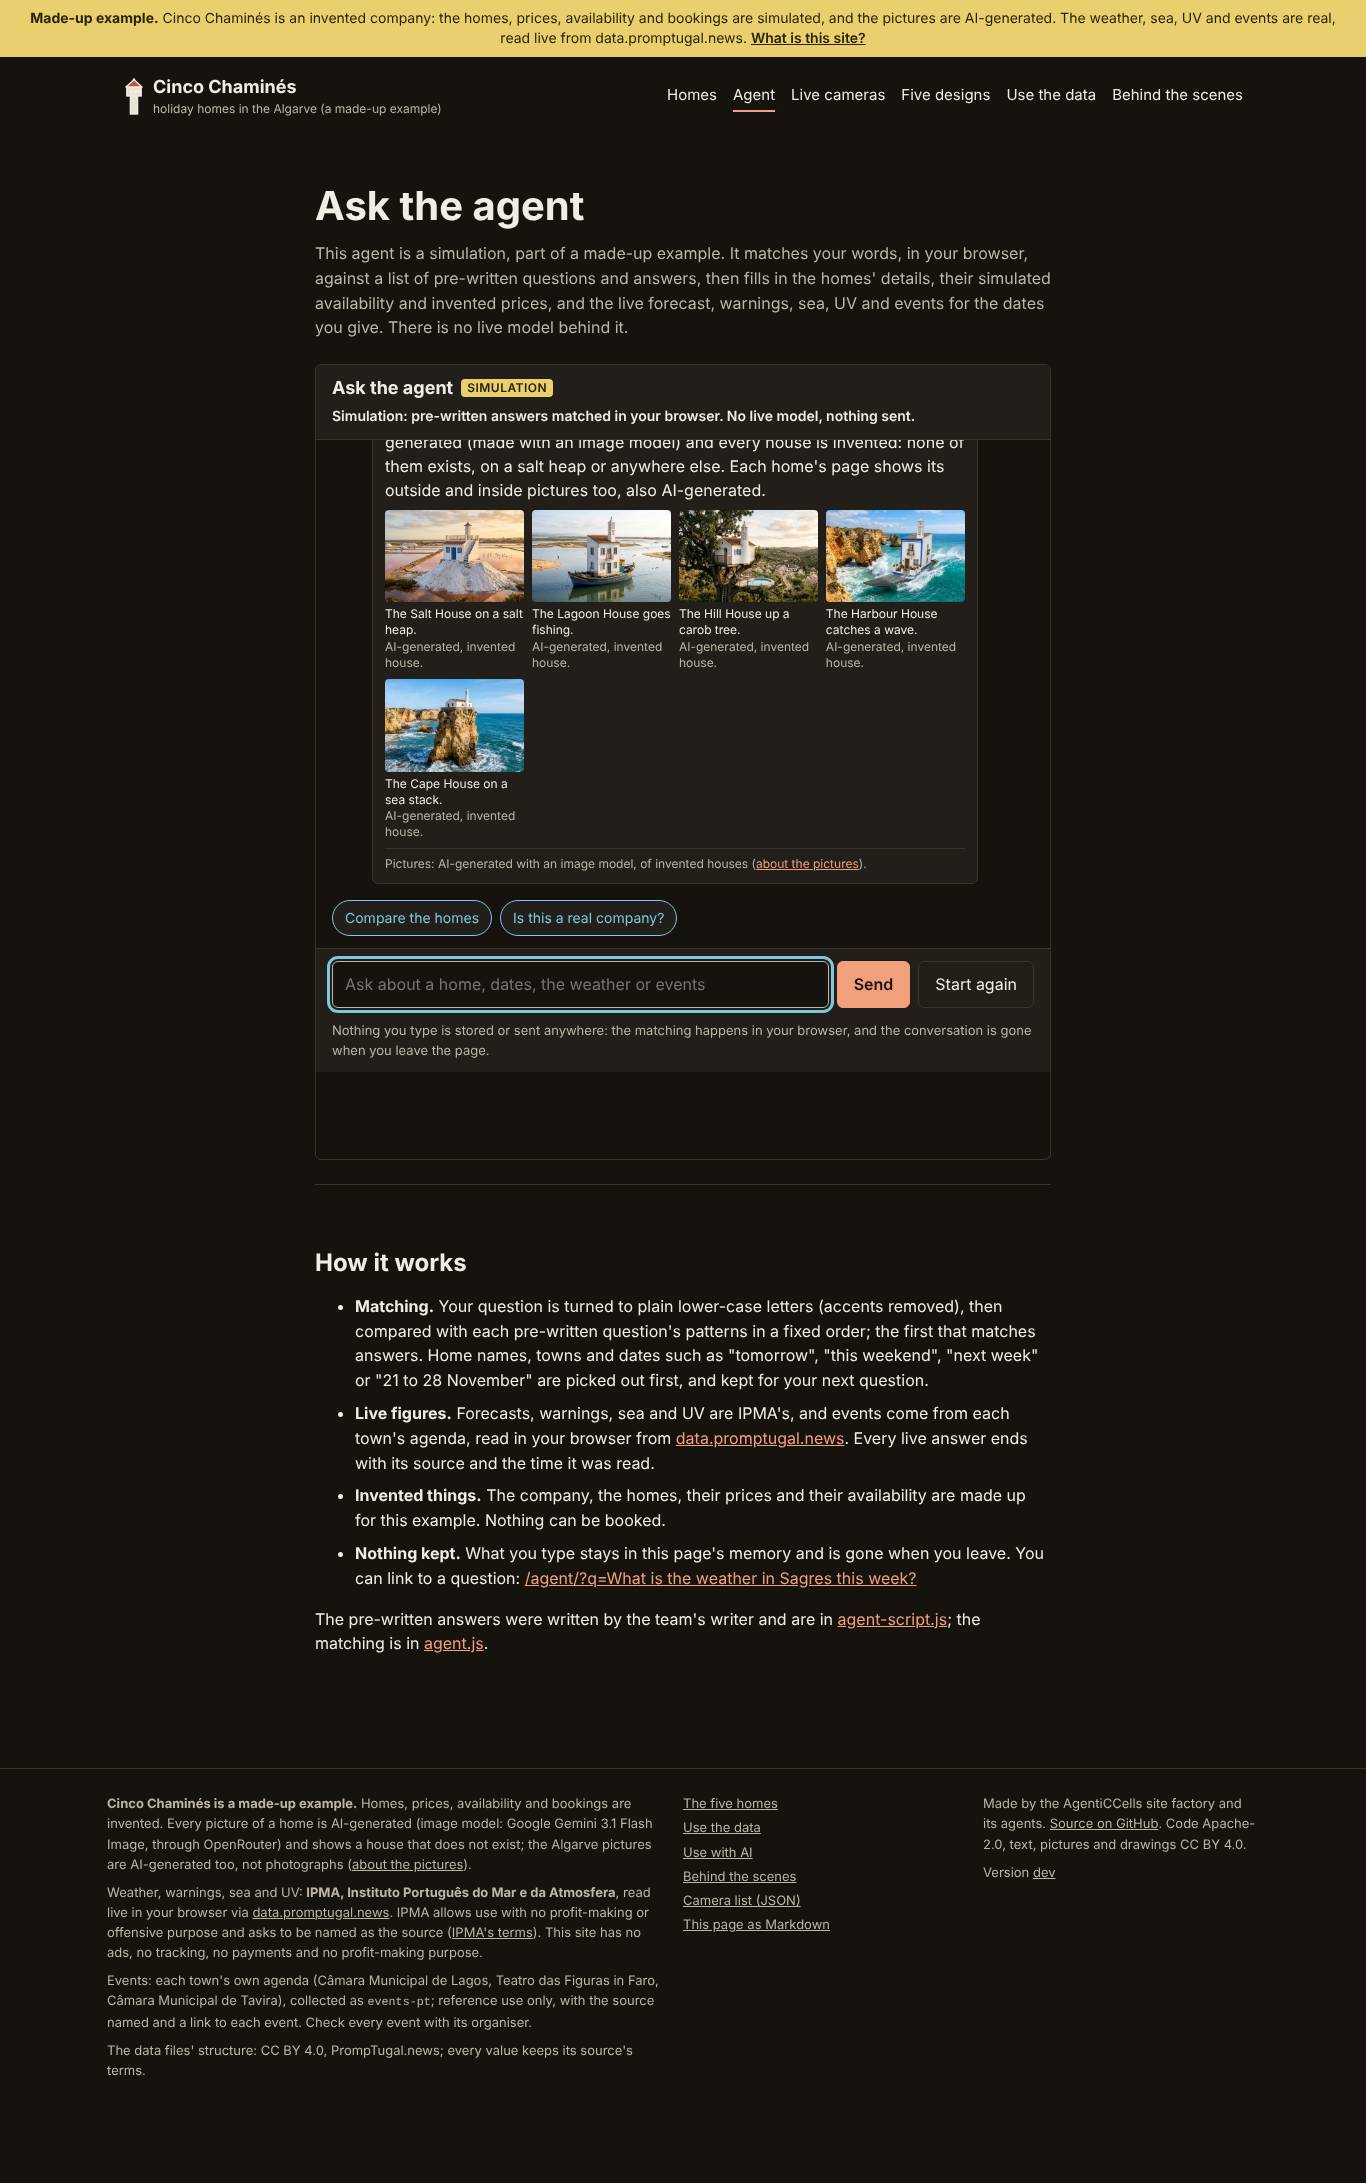 Made-up example. Cinco Chaminés is an invented company: the homes, prices, availability and bookings are simulated, and the pictures are AI-generated. The weather, sea, UV and events are real,
read live from data.promptugal.news. What is this site?
Cinco Chaminés
holiday homes in the Algarve (a made-up example)
Homes Agent Live cameras Five designs Use the data Behind the scenes
Ask the agent
This agent is a simulation, part of a made-up example. It matches your words, in your browser,
against a list of pre-written questions and answers, then fills in the homes' details, their simulated
availability and invented prices, and the live forecast, warnings, sea, UV and events for the dates
you give. There is no live model behind it.
Ask the agent SIMULATION
Simulation: pre-written answers matched in your browser. No live model, nothing sent.
generated (made with an image model) and every house is invented: none of
them exists, on a salt heap or anywhere else. Each home's page shows its
outside and inside pictures too, also AI-generated.
The Salt House on a salt
heap.
AI-generated, invented
house.
The Lagoon House goes
fishing.
AI-generated, invented
house.
The Hill House up a
carob tree.
AI-generated, invented
house.
The Harbour House
catches a wave.
AI-generated, invented
house.
The Cape House on a
sea stack.
AI-generated, invented
house.
Pictures: AI-generated with an image model, of invented houses (about the pictures).
Compare the homes Is this a real company?
Ask about a home, dates, the weather or events Send Start again
Nothing you type is stored or sent anywhere: the matching happens in your browser, and the conversation is gone
when you leave the page.
How it works
• Matching. Your question is turned to plain lower-case letters (accents removed), then
compared with each pre-written question's patterns in a fixed order; the first that matches
answers. Home names, towns and dates such as "tomorrow", "this weekend", "next week"
or "21 to 28 November" are picked out first, and kept for your next question.
• Live figures. Forecasts, warnings, sea and UV are IPMA's, and events come from each
town's agenda, read in your browser from data.promptugal.news. Every live answer ends
with its source and the time it was read.
• Invented things. The company, the homes, their prices and their availability are made up
for this example. Nothing can be booked.
• Nothing kept. What you type stays in this page's memory and is gone when you leave. You
can link to a question: /agent/?q=What is the weather in Sagres this week?
The pre-written answers were written by the team's writer and are in agent-script.js; the
matching is in agent.js.
Cinco Chaminés is a made-up example. Homes, prices, availability and bookings are
invented. Every picture of a home is AI-generated (image model: Google Gemini 3.1 Flash
Image, through OpenRouter) and shows a house that does not exist; the Algarve pictures
are AI-generated too, not photographs (about the pictures).
Weather, warnings, sea and UV: IPMA, Instituto Português do Mar e da Atmosfera, read
live in your browser via data.promptugal.news. IPMA allows use with no profit-making or
offensive purpose and asks to be named as the source (IPMA's terms). This site has no
ads, no tracking, no payments and no profit-making purpose.
Events: each town's own agenda (Câmara Municipal de Lagos, Teatro das Figuras in Faro,
Câmara Municipal de Tavira), collected as events-pt; reference use only, with the source
named and a link to each event. Check every event with its organiser.
The data files' structure: CC BY 4.0, PrompTugal.news; every value keeps its source's
terms.
The five homes
Use the data
Use with AI
Behind the scenes
Camera list (JSON)
This page as Markdown
Made by the AgentiCCells site factory and
its agents. Source on GitHub. Code Apache-
2.0, text, pictures and drawings CC BY 4.0.
Version dev